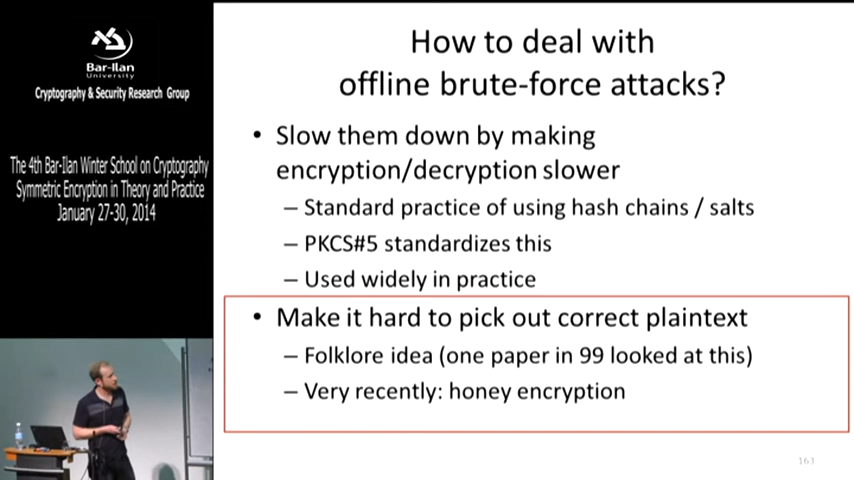 Bar-Ilan
University
Cryptography & Security Research Group
The 4th Bar-Ilan Winter School on Cryptography
Symmetric Encryption in Theory and Practice
January 27-30, 2014
How to deal with
offline brute-force attacks?
• Slow them down by making
encryption/decryption slower
– Standard practice of using hash chains / salts
– PKCS#5 standardizes this
– Used widely in practice
• Make it hard to pick out correct plaintext
– Folklore idea (one paper in 99 looked at this)
– Very recently: honey encryption
163